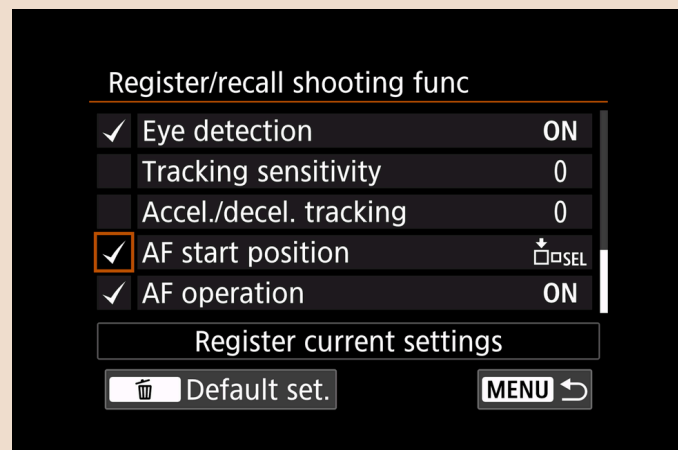 Register/recall shooting func
✓ Eye detection ON
Tracking sensitivity 0
Accel./decel. tracking 0
✓ AF start position SEL
✓ AF operation ON
Register current settings
Default set. MENU